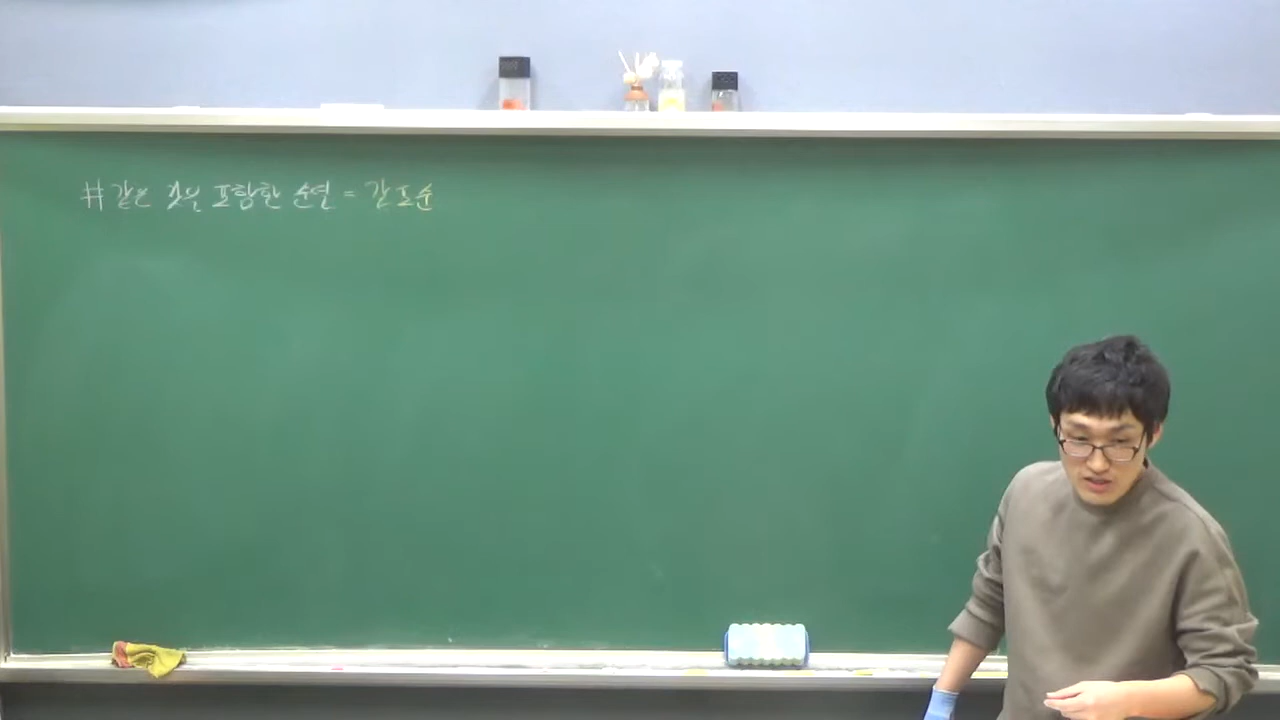 # 같은 것을 포함한 순열 = 같포순